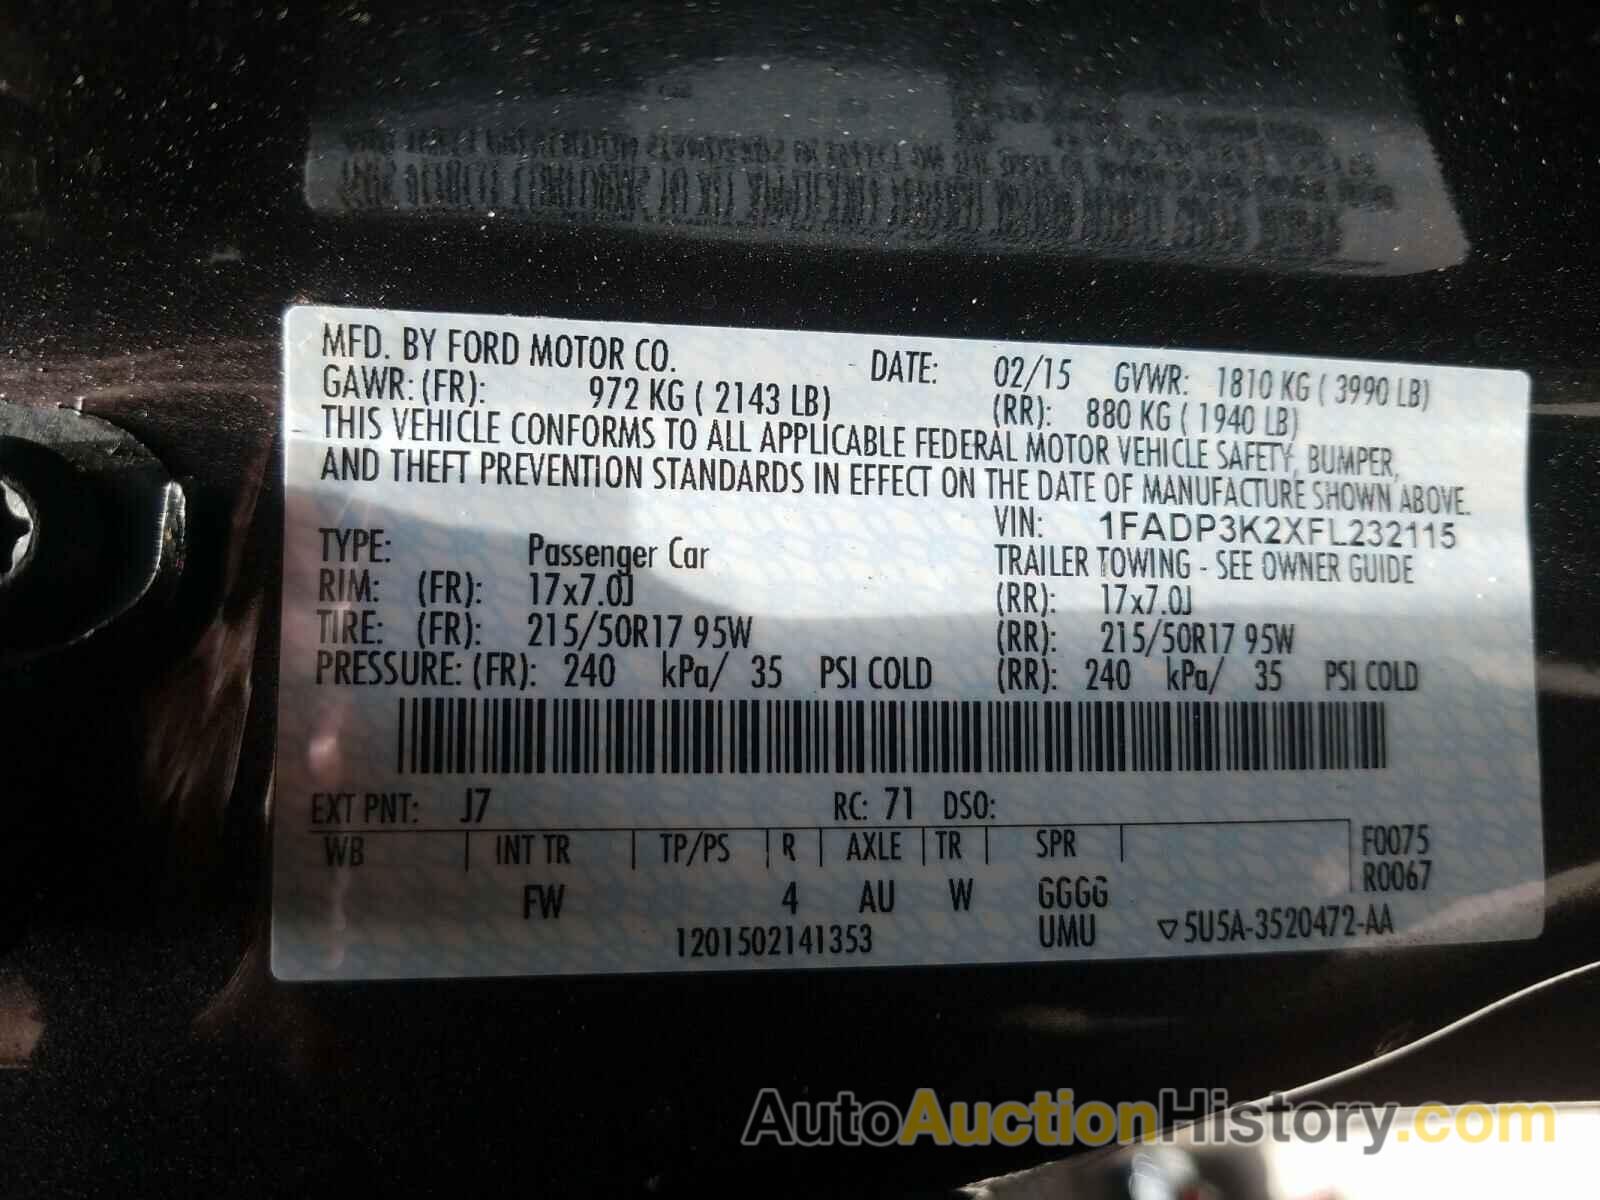 MFD. BY FORD MOTOR CO. DATE: 02/15 GVWR: 1810 KG ( 3990 LB)
GAWR: (FR): 972 KG ( 2143 LB) (RR): 880 KG ( 1940 LB)
THIS VEHICLE CONFORMS TO ALL APPLICABLE FEDERAL MOTOR VEHICLE SAFETY, BUMPER,
AND THEFT PREVENTION STANDARDS IN EFFECT ON THE DATE OF MANUFACTURE SHOWN ABOVE.
VIN: 1FADP3K2XFL232115
TYPE: Passenger Car TRAILER TOWING - SEE OWNER GUIDE
RIM: (FR): 17x7.0J (RR): 17x7.0J
TIRE: (FR): 215/50R17 95W (RR): 215/50R17 95W
PRESSURE: (FR): 240 kPa/ 35 PSI COLD (RR): 240 kPa/ 35 PSI COLD
EXT PNT: J7 RC: 71 DSO:
WB INT TR TP/PS R AXLE TR SPR F0075
FW 4 AU W GGGG R0067
1201502141353 UMU ▽5U5A-3520472-AA
AutoAuctionHistory.com